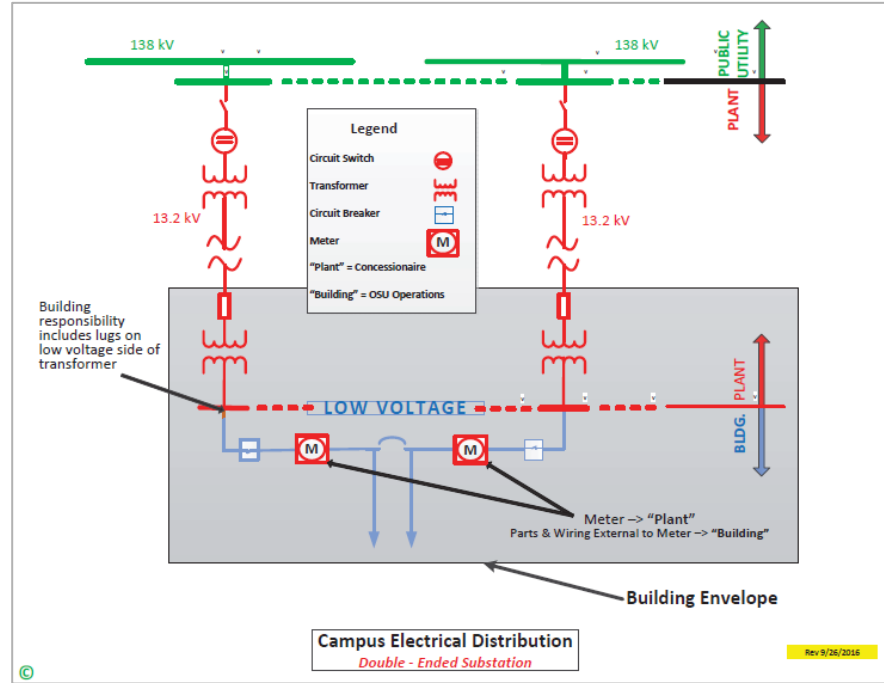 138 kV
138 kV
PUBLIC
UTILITY
PLANT
Legend
Circuit Switch
Transformer
Circuit Breaker
Meter
M
"Plant" = Concessionaire
"Building" = OSU Operations
13.2 kV
13.2 kV
Building
responsibility
includes lugs on
low voltage side of
transformer
LOW VOLTAGE
PLANT
BLDG.
M
M
Meter –> "Plant"
Parts & Wiring External to Meter –> "Building"
Building Envelope
Campus Electrical Distribution
Double - Ended Substation
Rev 9/26/2016
©